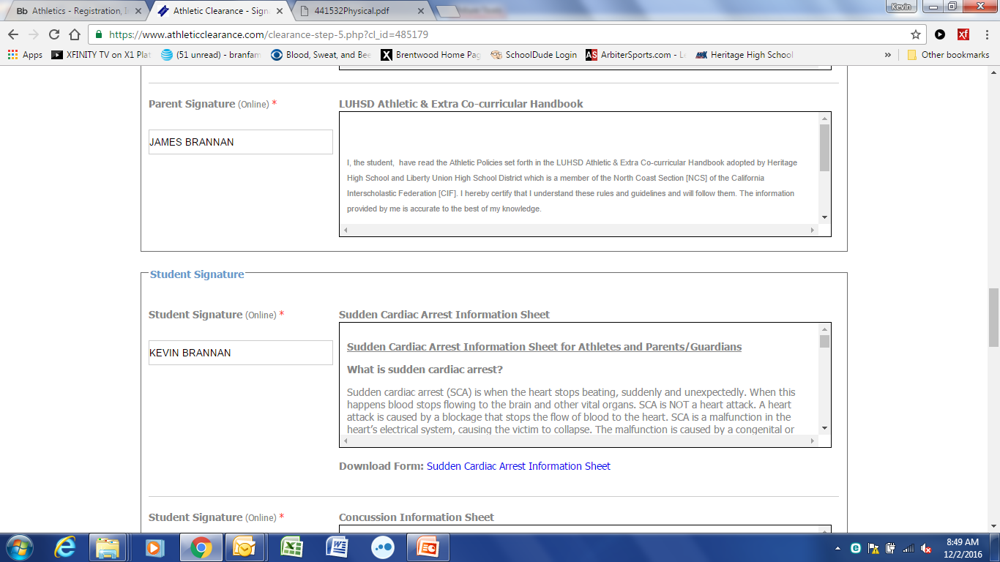 Bb Athletics - Registration, I
Athletic Clearance - Sign
441532Physical.pdf
Kevin
https://www.athleticclearance.com/clearance-step-5.php?cl_id=485179
Apps
XFINITY TV on X1 Plat
(51 unread) - branfam
Blood, Sweat, and Bee
Brentwood Home Pag
SchoolDude Login
ArbiterSports.com - Lo
Heritage High School
»
Other bookmarks
Parent Signature (Online) *
LUHSD Athletic & Extra Co-curricular Handbook
JAMES BRANNAN
I, the student,  have read the Athletic Policies set forth in the LUHSD Athletic & Extra Co-curricular Handbook adopted by Heritage
High School and Liberty Union High School District which is a member of the North Coast Section [NCS] of the California
Interscholastic Federation [CIF]. I hereby certify that I understand these rules and guidelines and will follow them. The information
provided by me is accurate to the best of my knowledge.
Student Signature
Student Signature (Online) *
Sudden Cardiac Arrest Information Sheet
KEVIN BRANNAN
Sudden Cardiac Arrest Information Sheet for Athletes and Parents/Guardians
What is sudden cardiac arrest?
Sudden cardiac arrest (SCA) is when the heart stops beating, suddenly and unexpectedly. When this
happens blood stops flowing to the brain and other vital organs. SCA is NOT a heart attack. A heart
attack is caused by a blockage that stops the flow of blood to the heart. SCA is a malfunction in the
heart’s electrical system, causing the victim to collapse. The malfunction is caused by a congenital or
Download Form: Sudden Cardiac Arrest Information Sheet
Student Signature (Online) *
Concussion Information Sheet
8:49 AM
12/2/2016